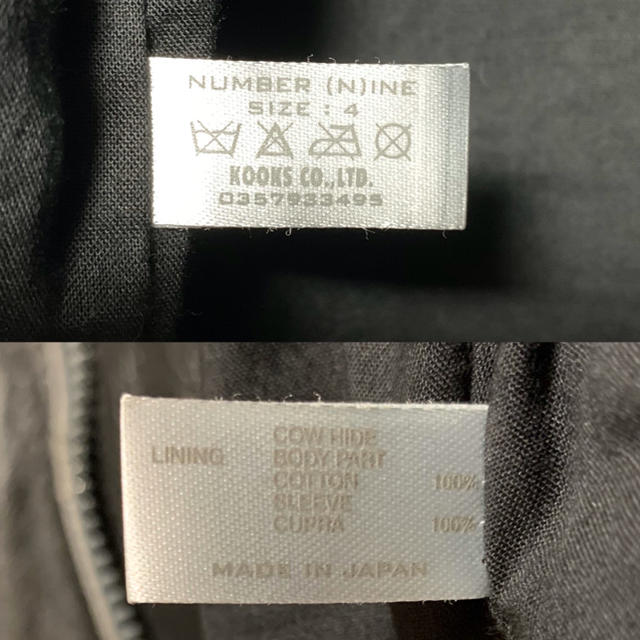 NUMBER (N)INE
SIZE : 4
KOOKS CO.,LTD.
0357933495
COW HIDE
LINING BODY PART
COTTON 100%
SLEEVE
CUPRA 100%
MADE IN JAPAN